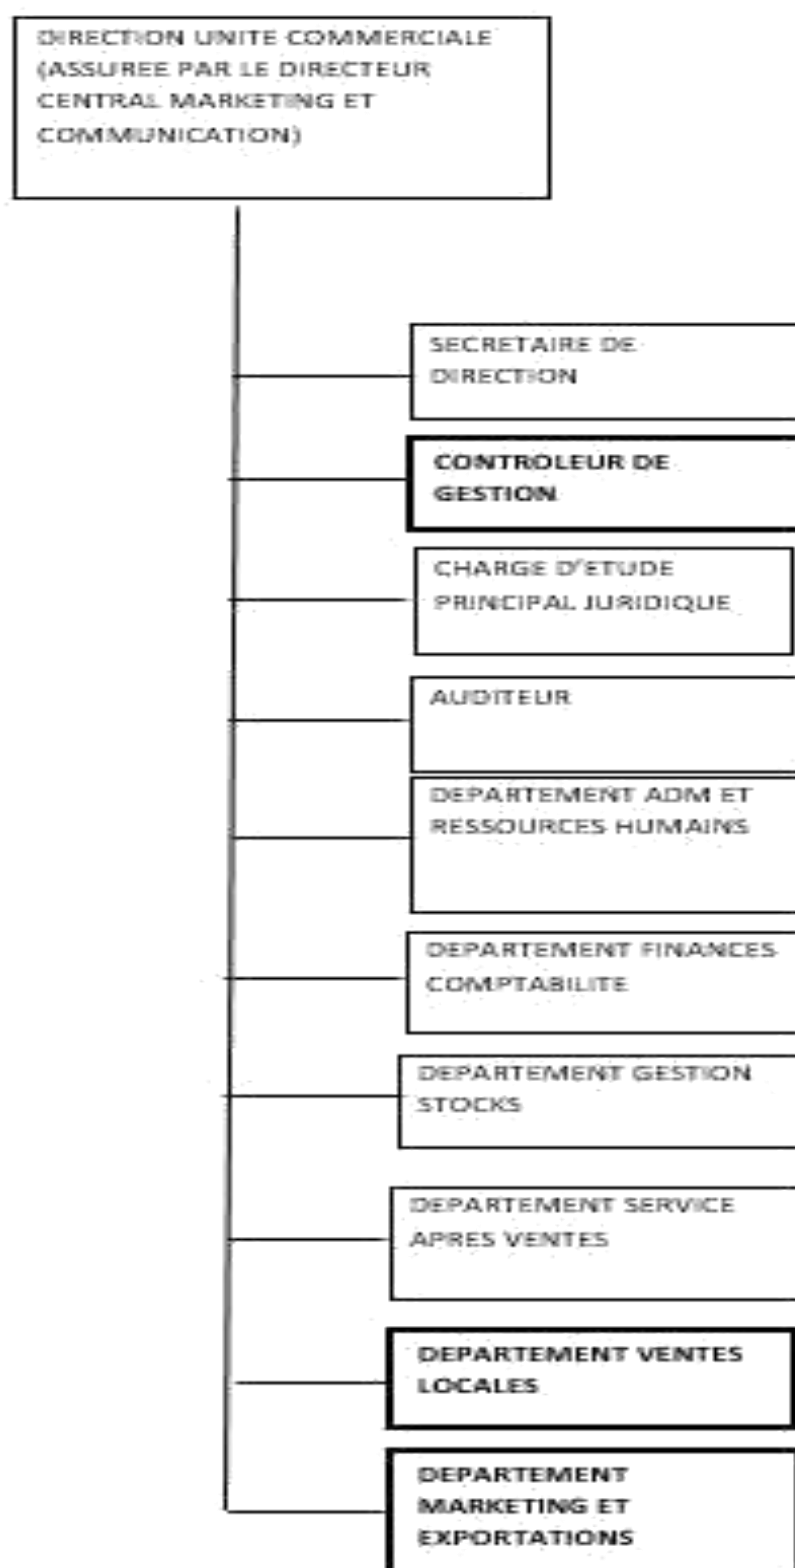 DIRECTION UNITE COMMERCIALE
(ASSUREE PAR LE DIRECTEUR
CENTRAL MARKETING ET
COMMUNICATION)
SECRETAIRE DE
DIRECTION
CONTROLEUR DE
GESTION
CHARGE D'ETUDE
PRINCIPAL JURIDIQUE
AUDITEUR
DEPARTEMENT ADM ET
RESSOURCES HUMAINS
DEPARTEMENT FINANCES
COMPTABILITE
DEPARTEMENT GESTION
STOCKS
DEPARTEMENT SERVICE
APRES VENTES
DEPARTEMENT VENTES
LOCALES
DEPARTEMENT
MARKETING ET
EXPORTATIONS